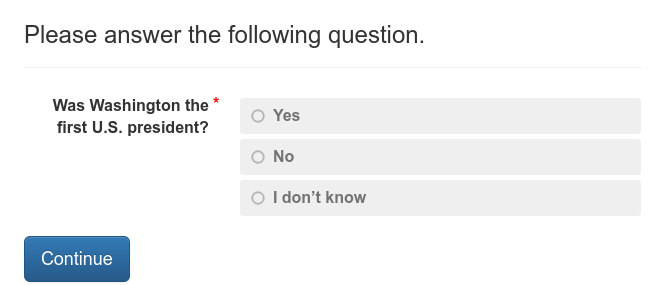 Please answer the following question.
Was Washington the *
first U.S. president?
Yes
No
I don’t know
Continue